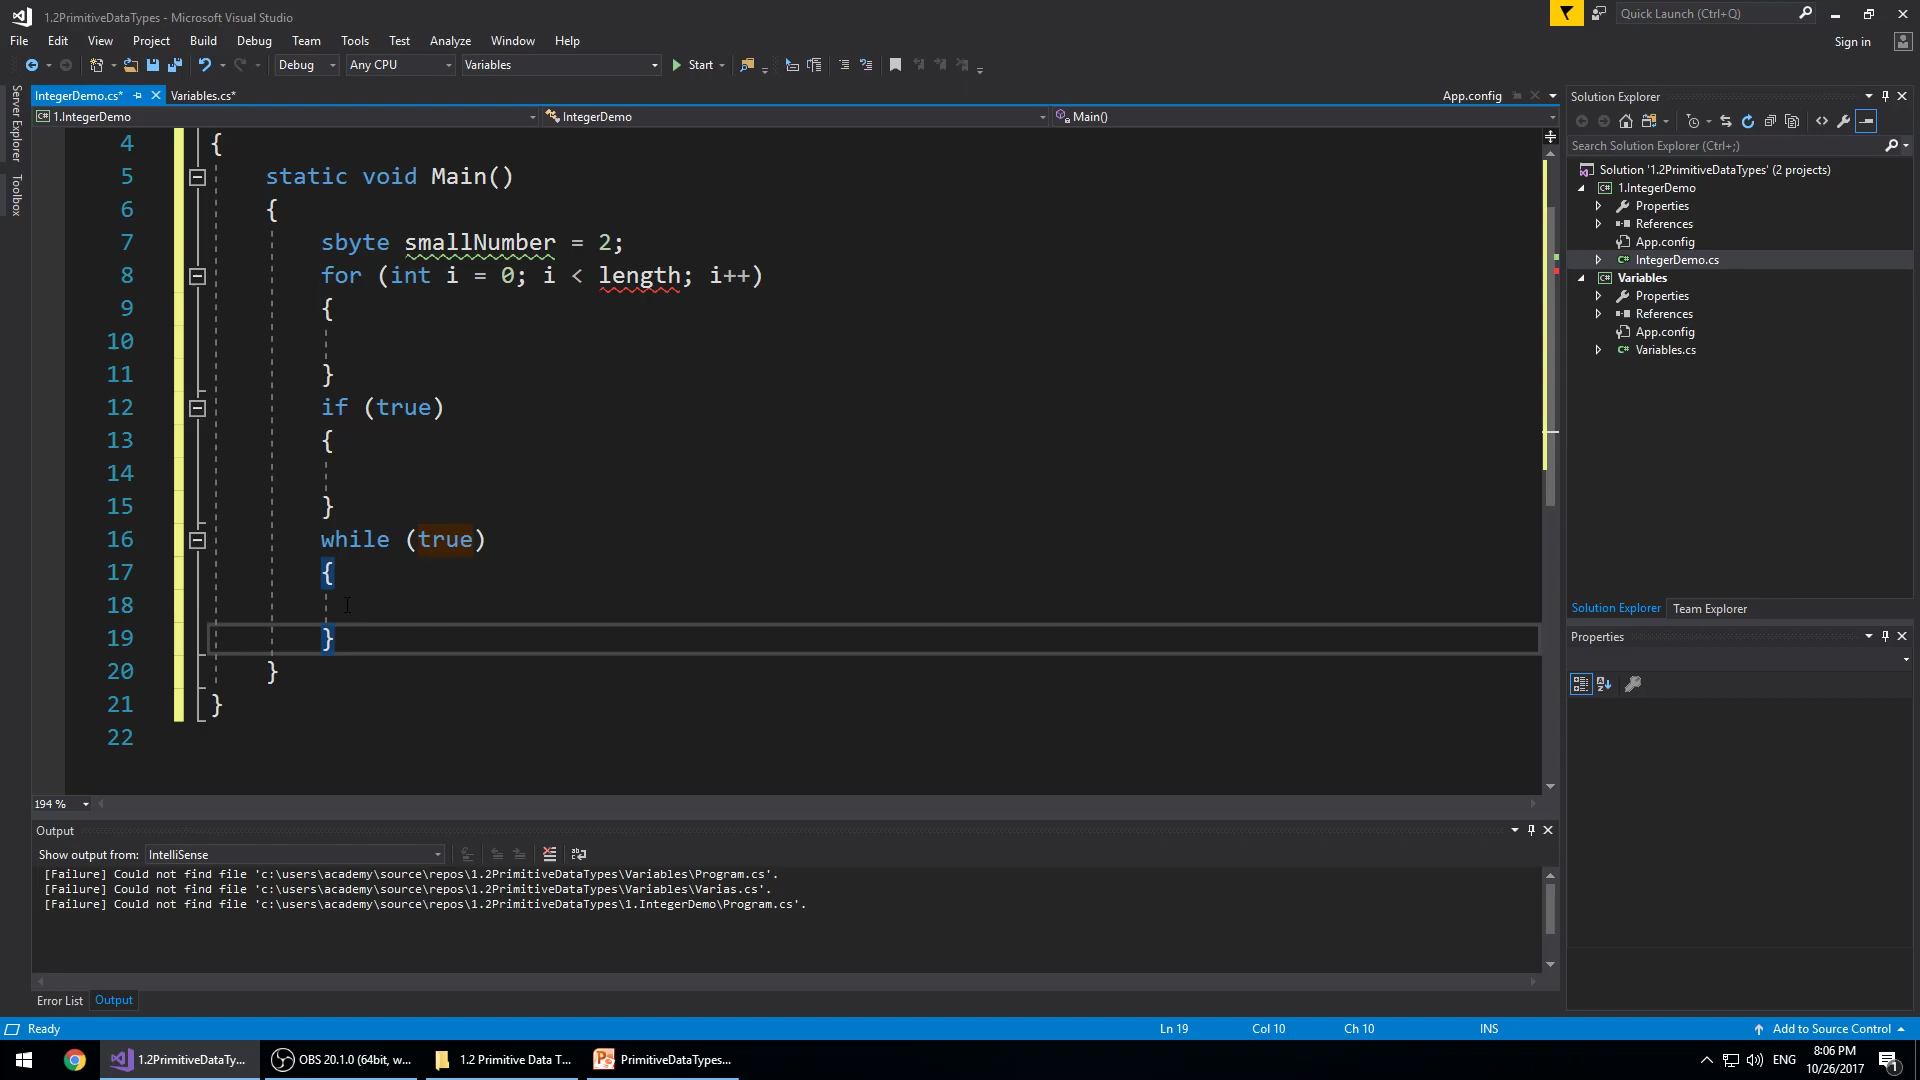 1.2PrimitiveDataTypes - Microsoft Visual Studio
Quick Launch (Ctrl+Q)
File Edit View Project Build Debug Team Tools Test Analyze Window Help
Sign in
Debug Any CPU Variables Start
IntegerDemo.cs* Variables.cs* App.config
1.IntegerDemo IntegerDemo Main()
Server Explorer
Toolbox
4 {
5 static void Main()
6 {
7 sbyte smallNumber = 2;
8 for (int i = 0; i < length; i++)
9 {
10
11 }
12 if (true)
13 {
14
15 }
16 while (true)
17 {
18
19 }
20 }
21 }
22
194 %
Solution Explorer
Search Solution Explorer (Ctrl+;)
Solution '1.2PrimitiveDataTypes' (2 projects)
C# 1.IntegerDemo
Properties
References
App.config
C# IntegerDemo.cs
C# Variables
Properties
References
App.config
C# Variables.cs
Solution Explorer Team Explorer
Properties
Output
Show output from: IntelliSense
[Failure] Could not find file 'c:\users\academy\source\repos\1.2PrimitiveDataTypes\Variables\Program.cs'.
[Failure] Could not find file 'c:\users\academy\source\repos\1.2PrimitiveDataTypes\Variables\Varias.cs'.
[Failure] Could not find file 'c:\users\academy\source\repos\1.2PrimitiveDataTypes\1.IntegerDemo\Program.cs'.
Error List Output
Ready Ln 19 Col 10 Ch 10 INS Add to Source Control
1.2PrimitiveDataTy... OBS 20.1.0 (64bit, w... 1.2 Primitive Data T... PrimitiveDataTypes... ENG 8:06 PM
10/26/2017 1